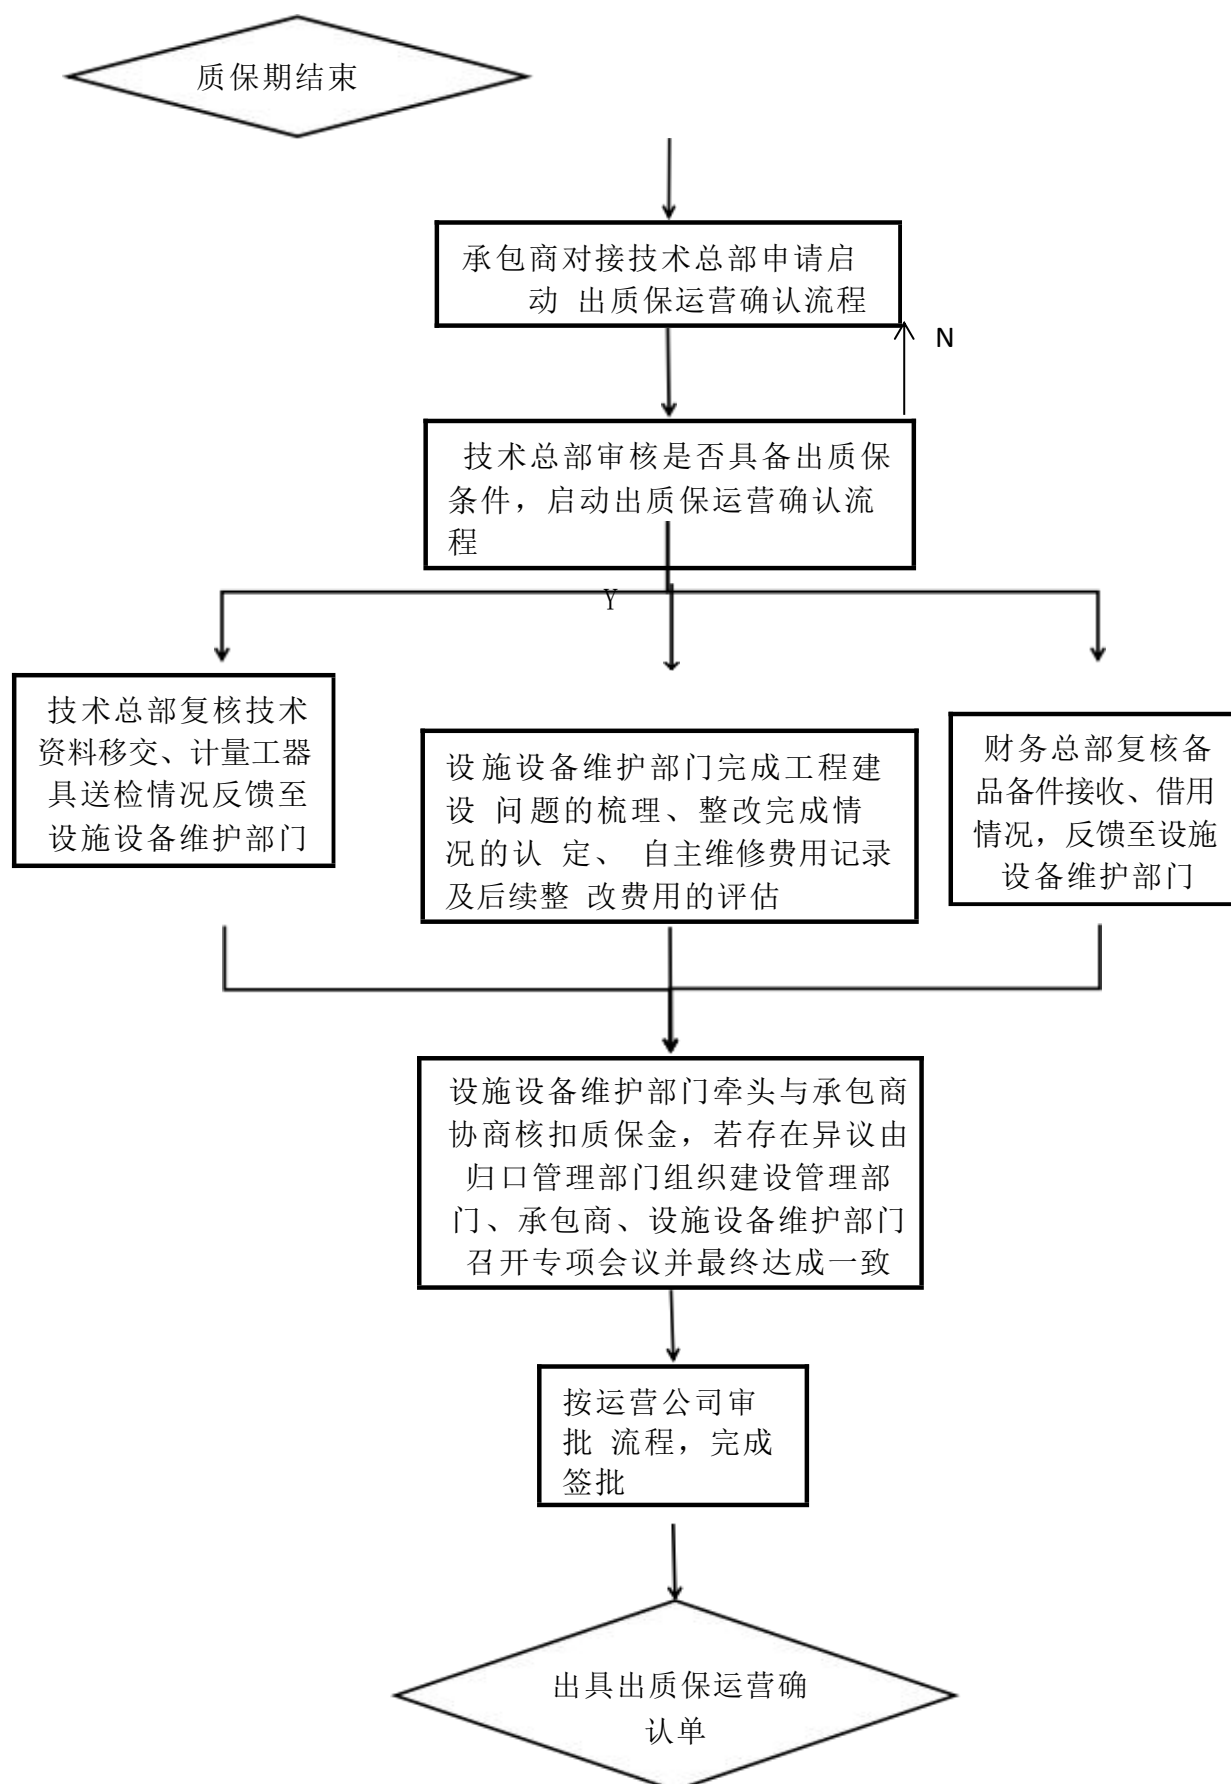 质保期结束
承包商对接技术总部申请启
动 出质保运营确认流程
N
技术总部审核是否具备出质保
条件，启动出质保运营确认流
程
Y
技术总部复核技术
资料移交、计量工器
具送检情况反馈至
设施设备维护部门
设施设备维护部门完成工程建
设 问题的梳理、整改完成情
况的认 定、 自主维修费用记录
及后续整 改费用的评估
财务总部复核备
品备件接收、借用
情况，反馈至设施
设备维护部门
设施设备维护部门牵头与承包商
协商核扣质保金，若存在异议由
归口管理部门组织建设管理部
门、承包商、设施设备维护部门
召开专项会议并最终达成一致
按运营公司审
批 流程，完成
签批
出具出质保运营确
认单